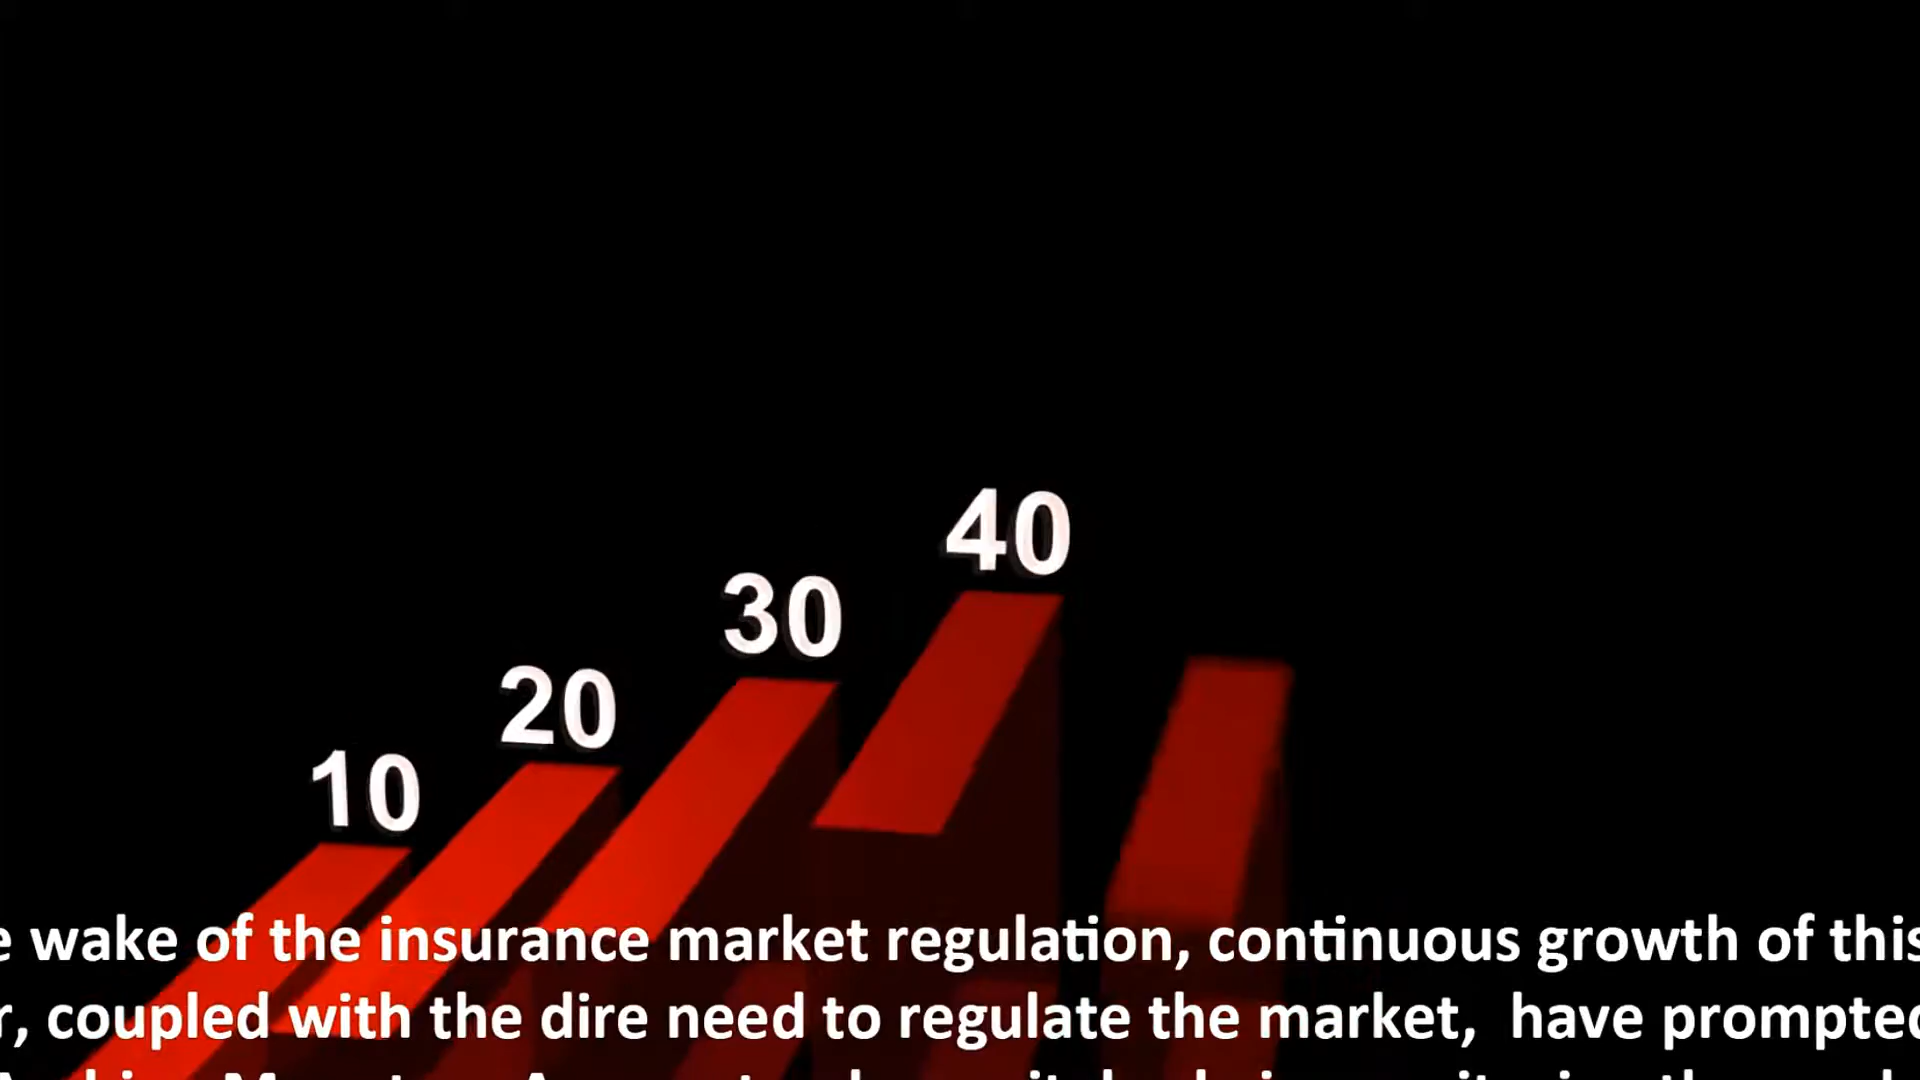 40
30
20
10
wake of the insurance market regulation, continuous growth of this
coupled with the dire need to regulate the market, have prompted